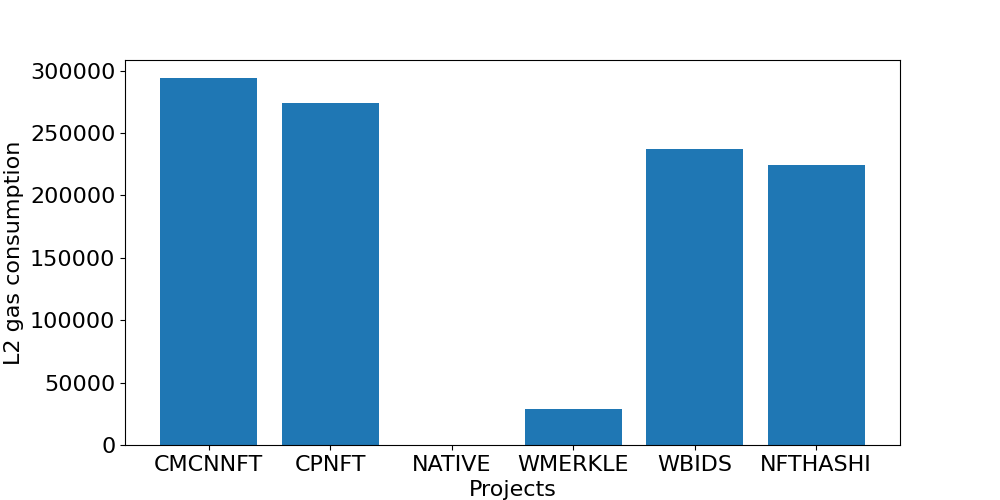 300000
250000
200000
150000
100000
50000
0
L2 gas consumption
CMCNNFT CPNFT NATIVE WMERKLE WBIDS NFTHASHI
Projects